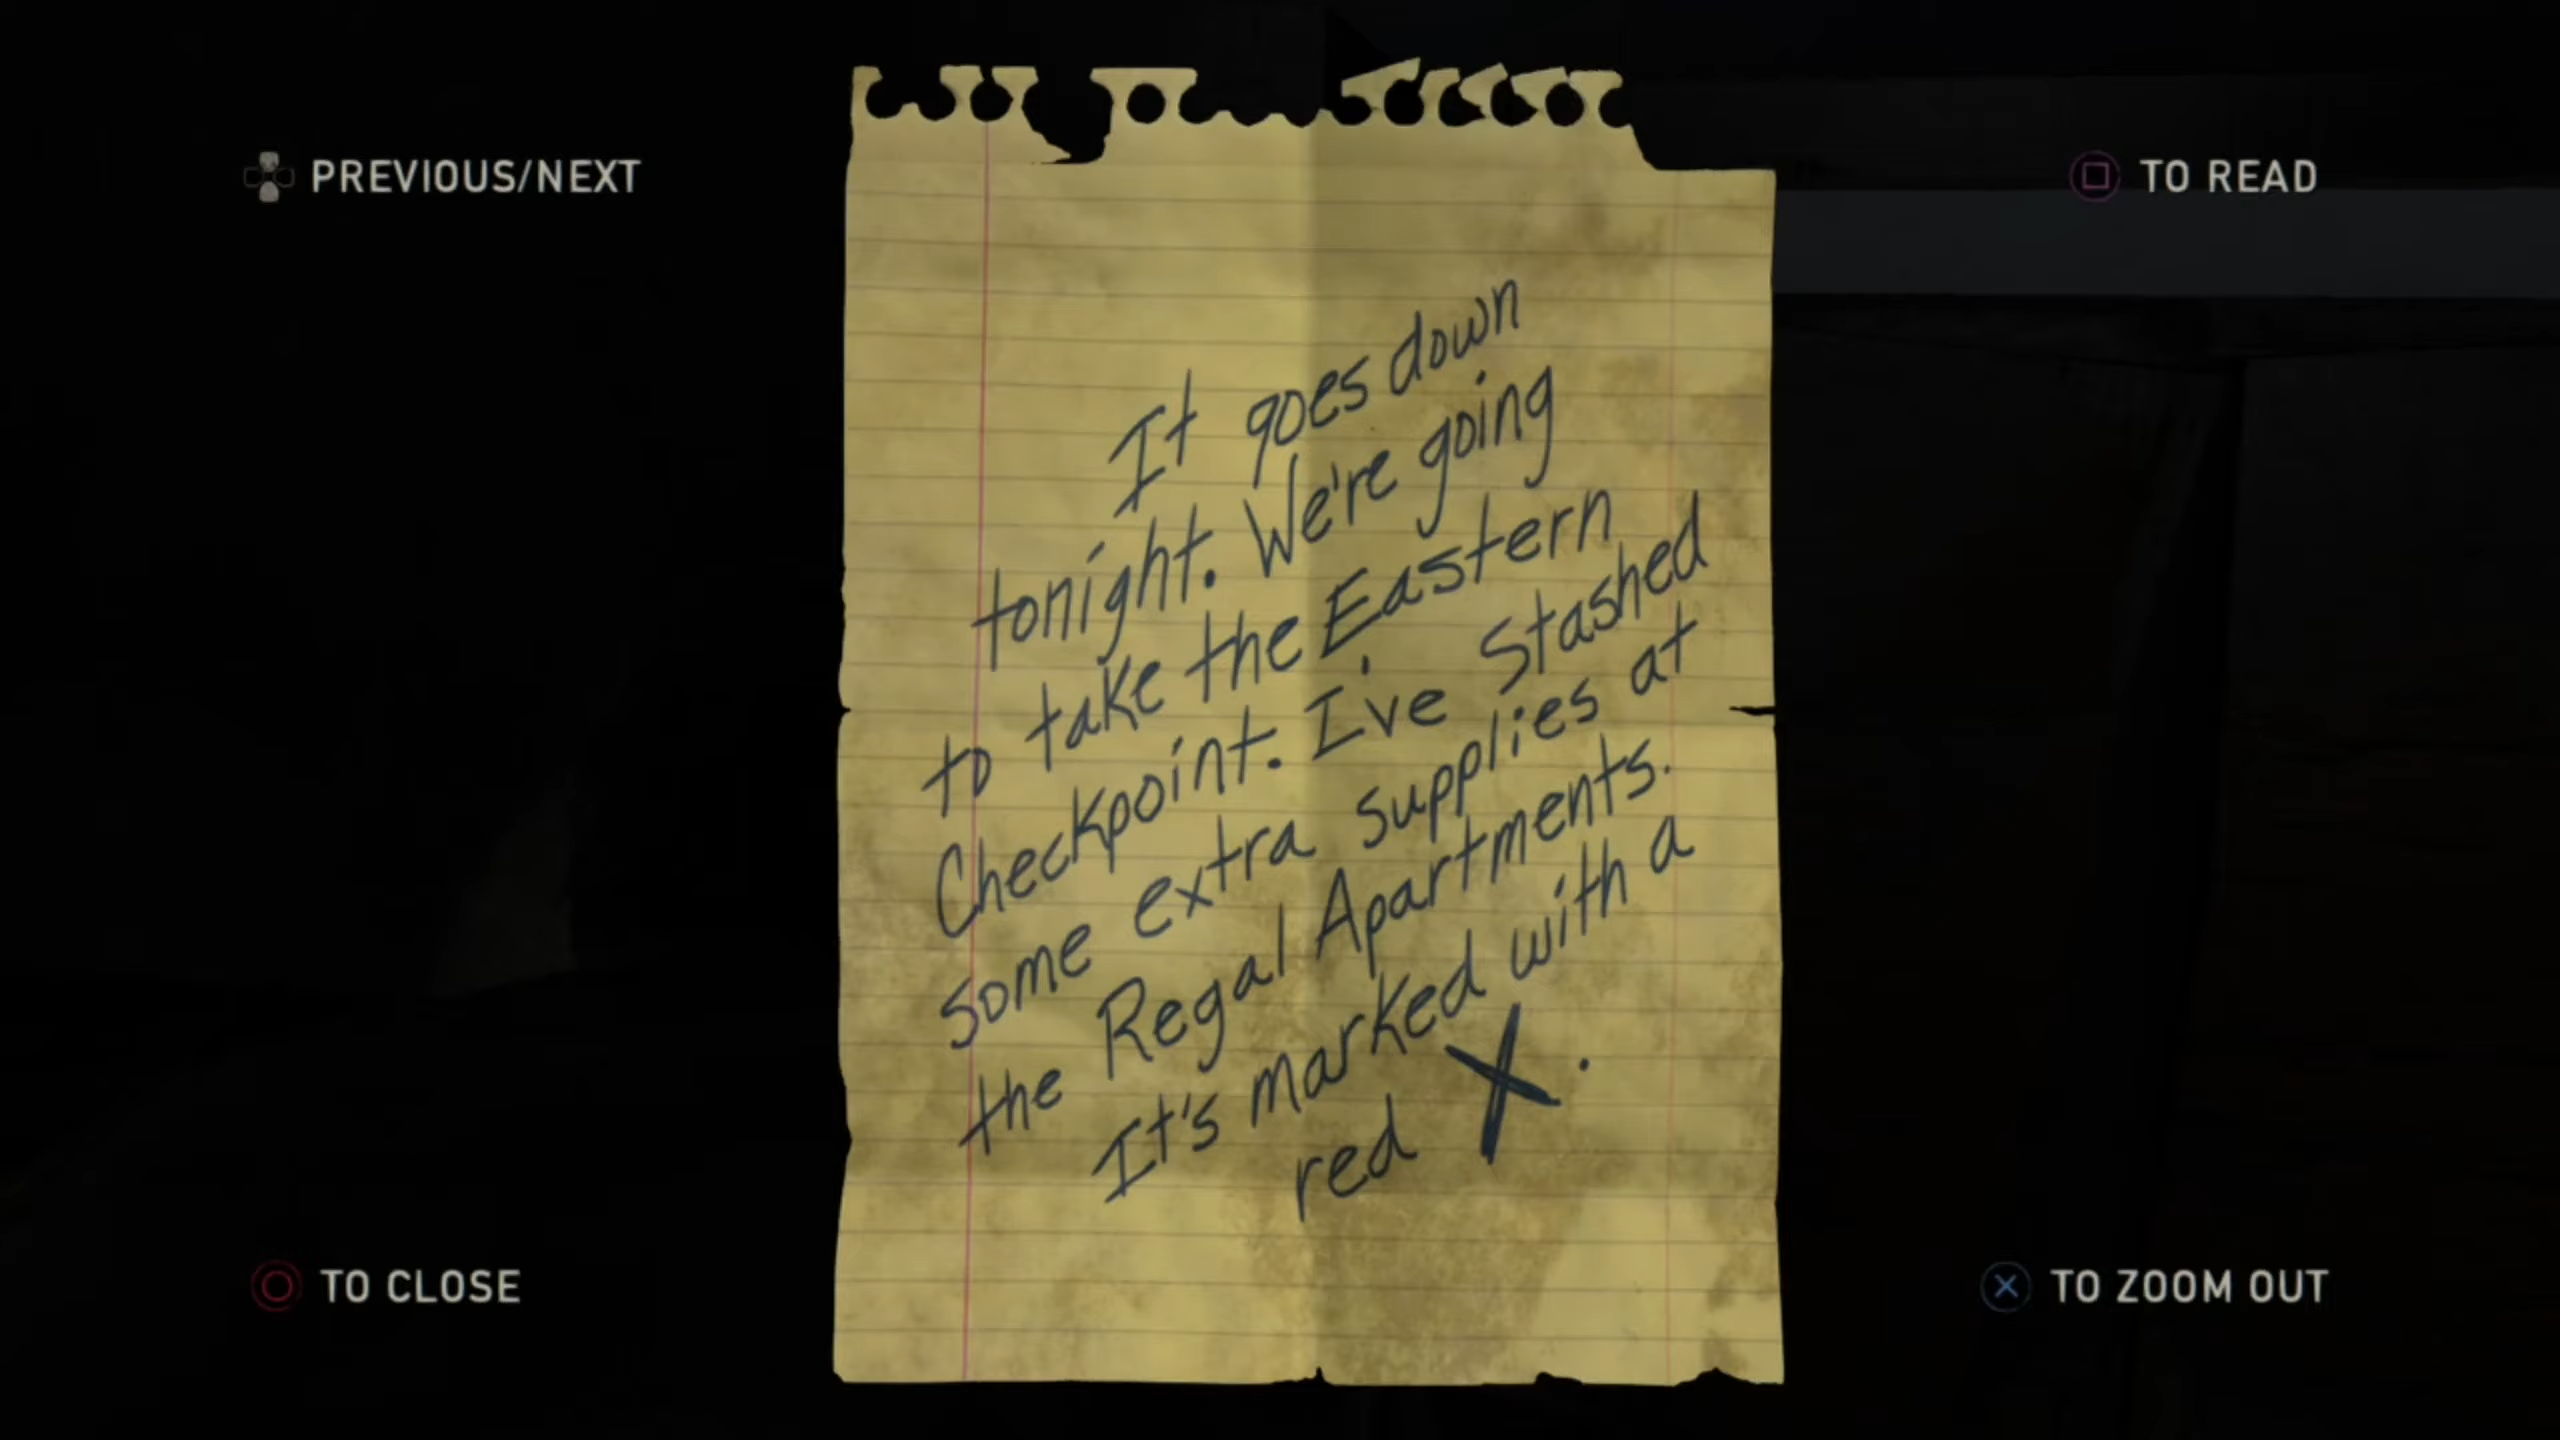 PREVIOUS/NEXT
TO READ
It goes down
tonight. We're going
to take the Eastern
Checkpoint. I've Stashed
some extra supplies at
the Regal Apartments.
It's marked with a
red X.
TO CLOSE
TO ZOOM OUT